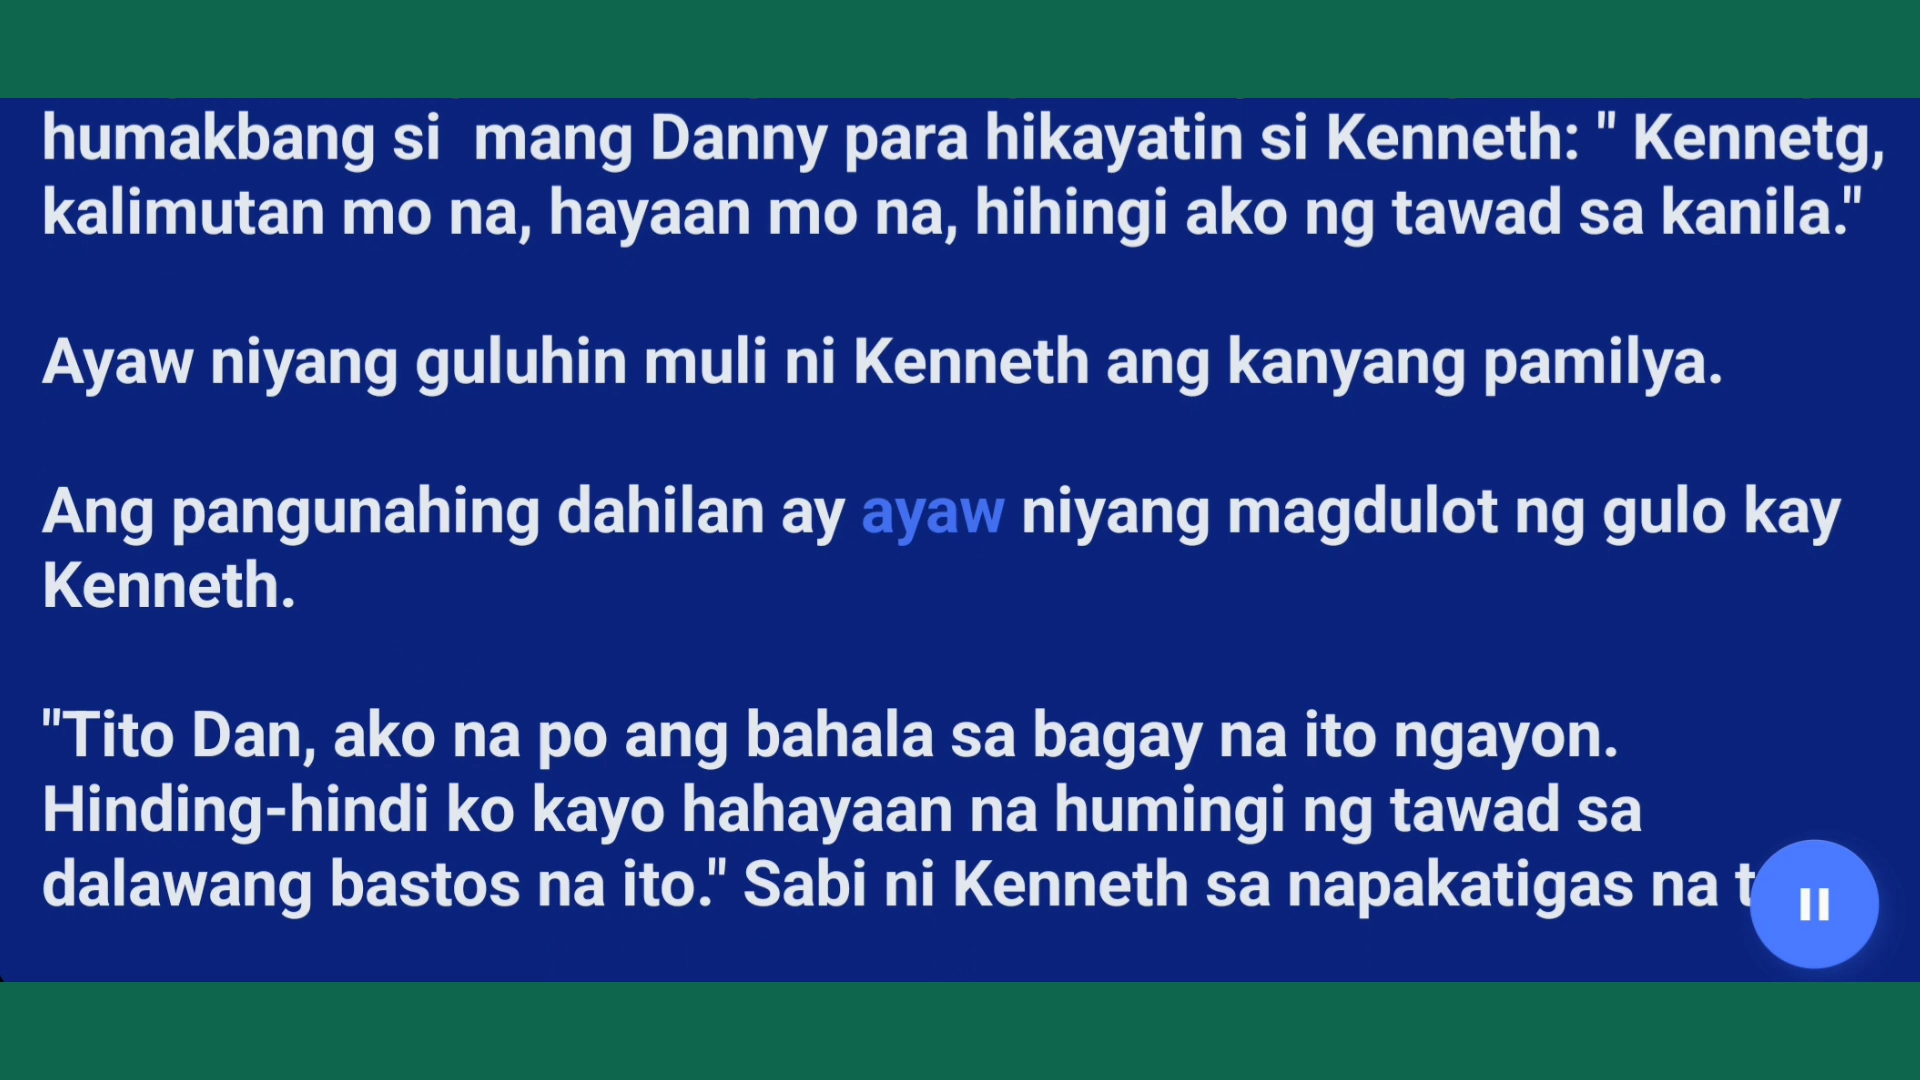 humakbang si  mang Danny para hikayatin si Kenneth: " Kennetg,
kalimutan mo na, hayaan mo na, hihingi ako ng tawad sa kanila."
Ayaw niyang guluhin muli ni Kenneth ang kanyang pamilya.
Ang pangunahing dahilan ay ayaw niyang magdulot ng gulo kay
Kenneth.
"Tito Dan, ako na po ang bahala sa bagay na ito ngayon.
Hinding-hindi ko kayo hahayaan na humingi ng tawad sa
dalawang bastos na ito." Sabi ni Kenneth sa napakatigas na